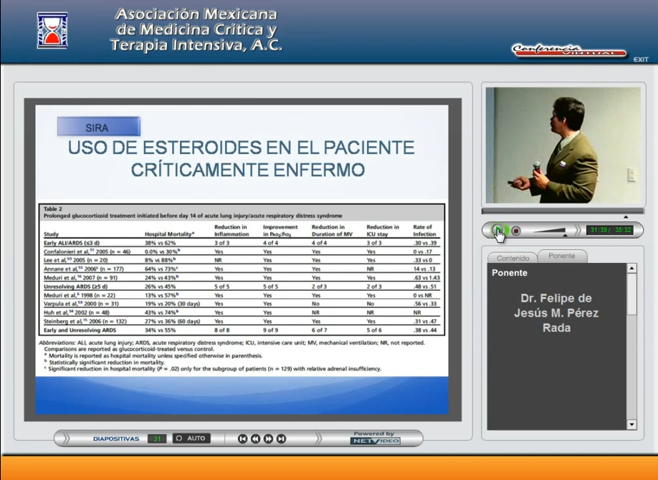 Asociación Mexicana
de Medicina Crítica y
Terapia Intensiva, A.C.
Conferencia VIRTUAL
EXIT
SIRA
USO DE ESTEROIDES EN EL PACIENTE
CRÍTICAMENTE ENFERMO
Table 2
Prolonged glucocorticoid treatment initiated before day 14 of acute lung injury/acute respiratory distress syndrome
Study Hospital Mortality^a Reduction in Inflammation Improvement in PaO2/FIO2 Reduction in Duration of MV Reduction in ICU stay Rate of Infection
Early ALI/ARDS (≤3 d) 38% vs 62% 3 of 3 4 of 4 4 of 4 3 of 3 .30 vs .39
Confalonieri et al, 2005 (n = 46) 0.0% vs 30%^b Yes Yes Yes Yes 0 vs .17
Lee et al, 2005 (n = 20) 8% vs 88%^b NR Yes Yes Yes .33 vs 0
Annane et al, 2006^c (n = 177) 64% vs 73%^c Yes Yes Yes NR .14 vs .13
Meduri et al, 2007 (n = 91) 24% vs 43%^b Yes Yes Yes Yes .63 vs 1.43
Unresolving ARDS (≥5 d) 26% vs 45% 5 of 5 5 of 5 2 of 3 2 of 3 .48 vs .51
Meduri et al, 1998 (n = 22) 13% vs 57%^b Yes Yes Yes Yes 0 vs NR
Varpula et al, 2000 (n = 31) 19% vs 20% (30 days) Yes Yes No No .56 vs .33
Huh et al, 2002 (n = 48) 43% vs 74%^b Yes Yes NR NR NR
Steinberg et al, 2006 (n = 132) 27% vs 36% (60 days) Yes Yes Yes Yes .31 vs .47
Early and Unresolving ARDS 34% vs 55% 8 of 8 9 of 9 6 of 7 5 of 6 .38 vs .44
Abbreviations: ALI, acute lung injury; ARDS, acute respiratory distress syndrome; ICU, intensive care unit; MV, mechanical ventilation; NR, not reported.
Comparisons are reported as glucocorticoid-treated versus control.
^a Mortality is reported as hospital mortality unless specified otherwise in parenthesis.
^b Statistically significant reduction in mortality.
^c Significant reduction in hospital mortality (P = .02) only for the subgroup of patients (n = 129) with relative adrenal insufficiency.
Contenido Ponente
Ponente
Dr. Felipe de
Jesús M. Pérez
Rada
DIAPOSITIVAS 31 AUTO
Powered by
NETVIDEO